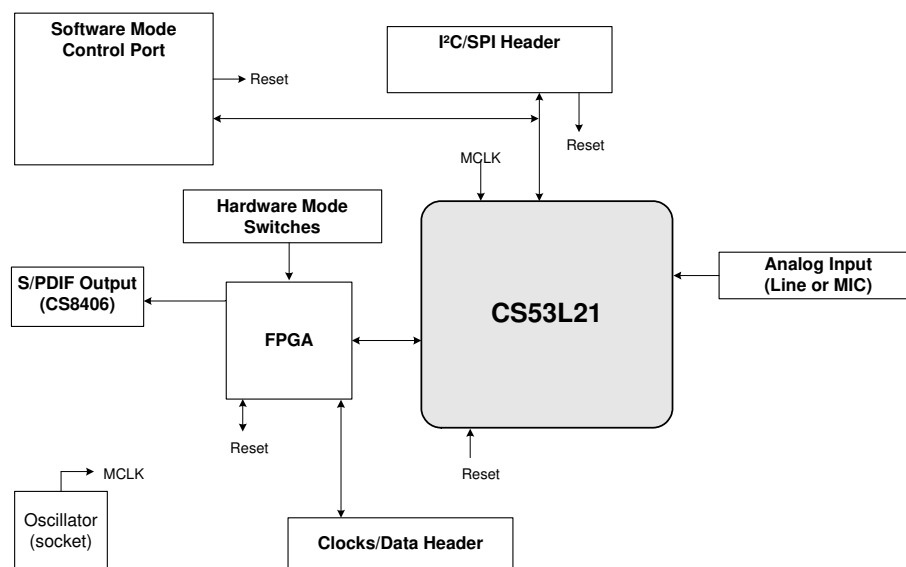 Software Mode
Control Port
Reset
I²C/SPI Header
Reset
MCLK
Hardware Mode
Switches
S/PDIF Output
(CS8406)
FPGA
CS53L21
Analog Input
(Line or MIC)
Reset
Reset
MCLK
Oscillator
(socket)
Clocks/Data Header